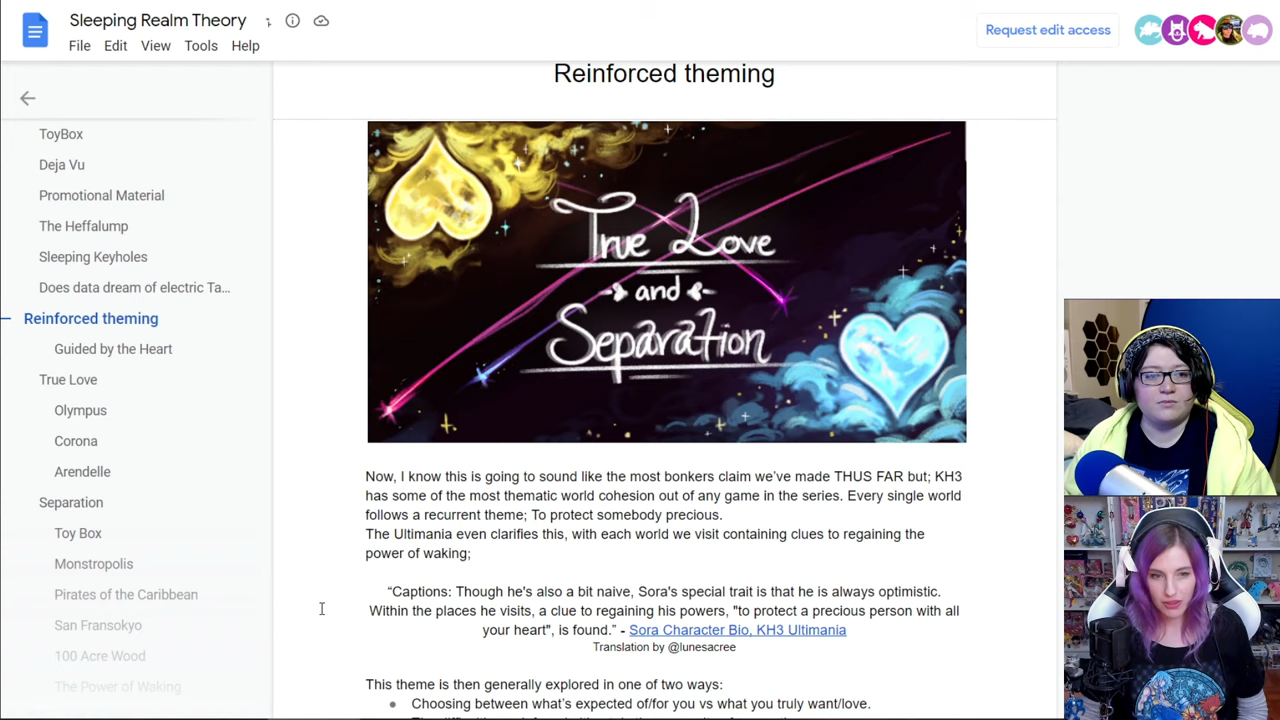 Sleeping Realm Theory
File Edit View Tools Help
Request edit access
ToyBox
Deja Vu
Promotional Material
The Heffalump
Sleeping Keyholes
Does data dream of electric Ta...
Reinforced theming
Guided by the Heart
True Love
Olympus
Corona
Arendelle
Separation
Toy Box
Monstropolis
Pirates of the Caribbean
San Fransokyo
100 Acre Wood
The Power of Waking
Reinforced theming
True Love
and
Separation
Now, I know this is going to sound like the most bonkers claim we've made THUS FAR but; KH3
has some of the most thematic world cohesion out of any game in the series. Every single world
follows a recurrent theme; To protect somebody precious.
The Ultimania even clarifies this, with each world we visit containing clues to regaining the
power of waking;
"Captions: Though he's also a bit naive, Sora's special trait is that he is always optimistic.
Within the places he visits, a clue to regaining his powers, "to protect a precious person with all
your heart", is found." - Sora Character Bio, KH3 Ultimania
Translation by @lunesacree
This theme is then generally explored in one of two ways:
● Choosing between what's expected of/for you vs what you truly want/love.